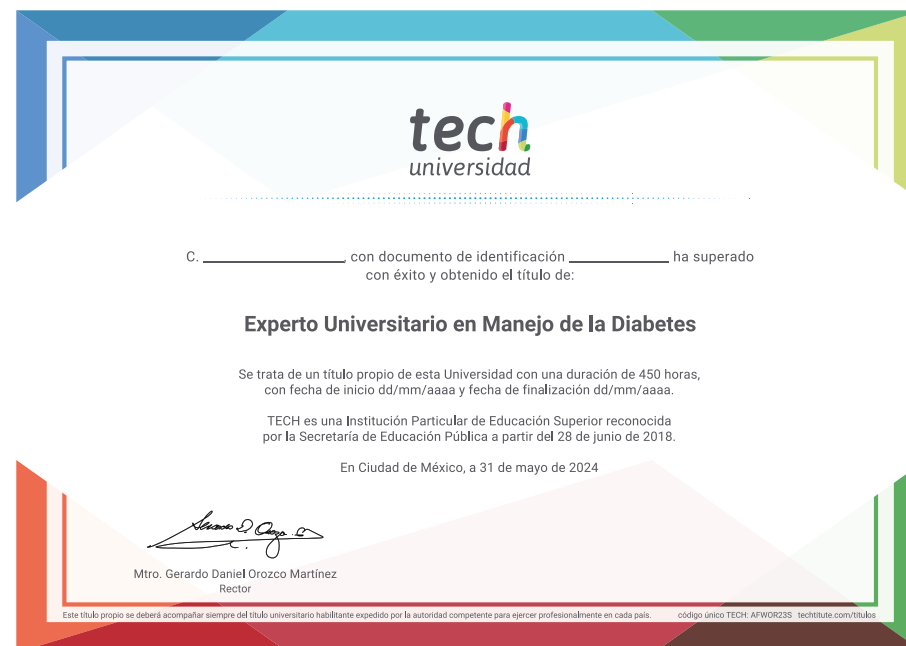 tech
universidad
C. ____________, con documento de identificación ____________ ha superado
con éxito y obtenido el título de:
Experto Universitario en Manejo de la Diabetes
Se trata de un título propio de esta Universidad con una duración de 450 horas,
con fecha de inicio dd/mm/aaaa y fecha de finalización dd/mm/aaaa.
TECH es una Institución Particular de Educación Superior reconocida
por la Secretaría de Educación Pública a partir del 28 de junio de 2018.
En Ciudad de México, a 31 de mayo de 2024
Mtro. Gerardo Daniel Orozco Martínez
Rector
Este título propio se deberá acompañar siempre del título universitario habilitante expedido por la autoridad competente para ejercer profesionalmente en cada país. código único TECH: AFWOR23S techtitute.com/titulos